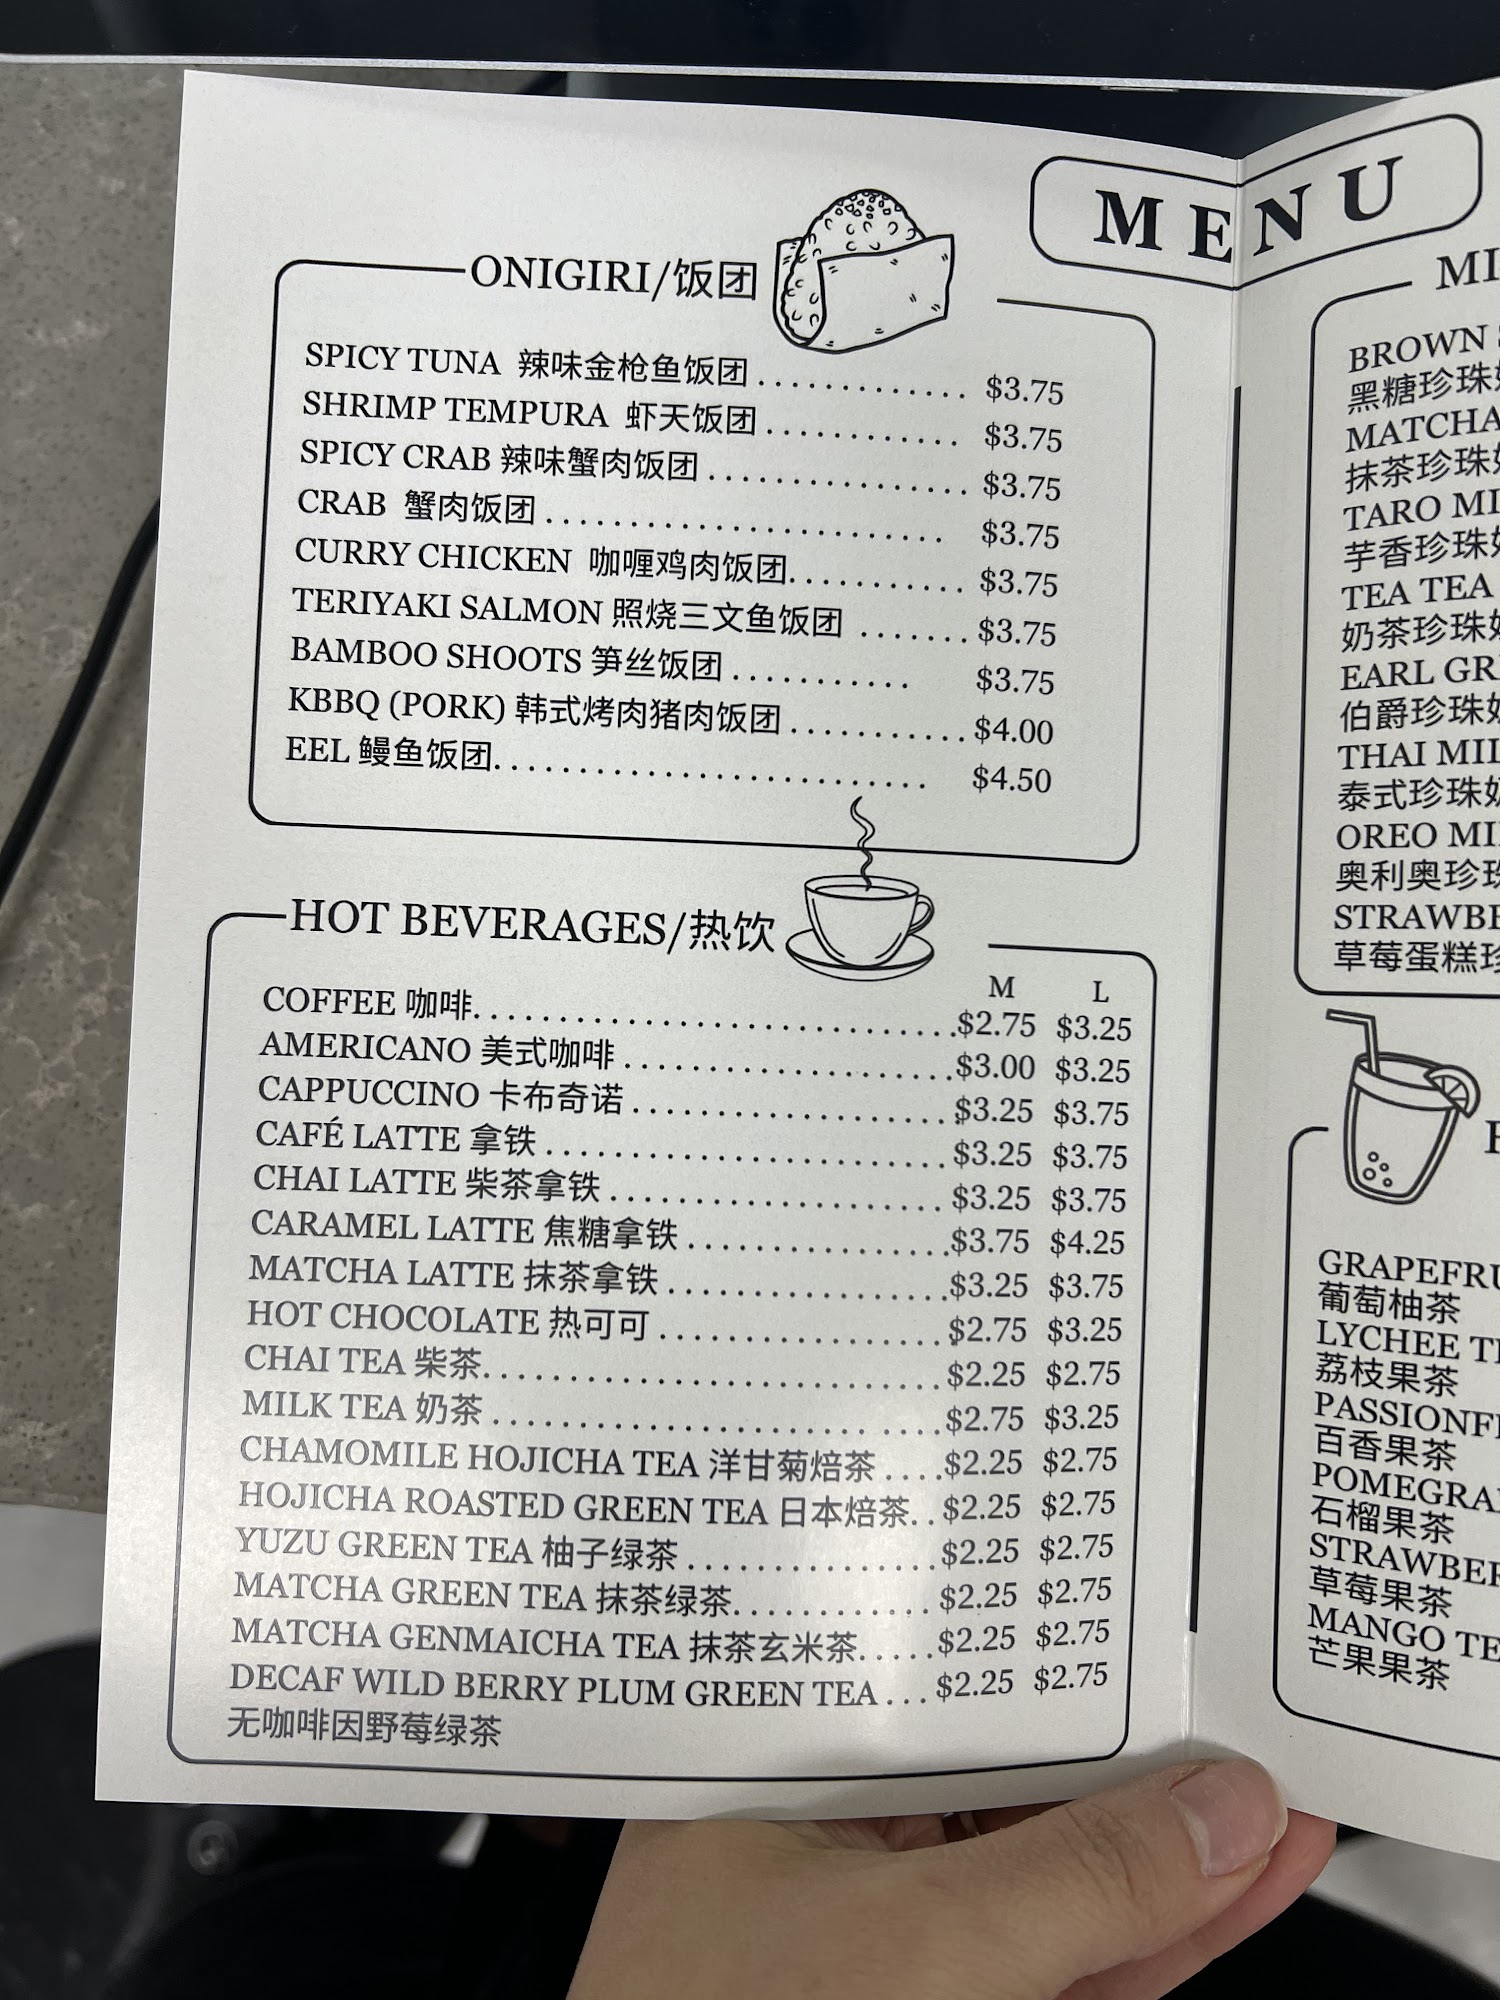 MENU
ONIGIRI/饭团
SPICY TUNA 辣味金枪鱼饭团 ............. $3.75
SHRIMP TEMPURA 虾天饭团 ............ $3.75
SPICY CRAB 辣味蟹肉饭团 ................ $3.75
CRAB 蟹肉饭团 ........................ $3.75
CURRY CHICKEN 咖喱鸡肉饭团........... $3.75
TERIYAKI SALMON 照烧三文鱼饭团 ....... $3.75
BAMBOO SHOOTS 笋丝饭团 ........... $3.75
KBBQ (PORK) 韩式烤肉猪肉饭团 ........... $4.00
EEL 鳗鱼饭团.......................... $4.50
HOT BEVERAGES/热饮
M L
COFFEE 咖啡..............................$2.75 $3.25
AMERICANO 美式咖啡 .....................$3.00 $3.25
CAPPUCCINO 卡布奇诺 ....................$3.25 $3.75
CAFÉ LATTE 拿铁 .........................$3.25 $3.75
CHAI LATTE 柴茶拿铁 .....................$3.25 $3.75
CARAMEL LATTE 焦糖拿铁 ................$3.75 $4.25
MATCHA LATTE 抹茶拿铁 .................$3.25 $3.75
HOT CHOCOLATE 热可可 ..................$2.75 $3.25
CHAI TEA 柴茶............................$2.25 $2.75
MILK TEA 奶茶 ............................$2.75 $3.25
CHAMOMILE HOJICHA TEA 洋甘菊焙茶 ....$2.25 $2.75
HOJICHA ROASTED GREEN TEA 日本焙茶..$2.25 $2.75
YUZU GREEN TEA 柚子绿茶 ...............$2.25 $2.75
MATCHA GREEN TEA 抹茶绿茶............$2.25 $2.75
MATCHA GENMAICHA TEA 抹茶玄米茶.....$2.25 $2.75
DECAF WILD BERRY PLUM GREEN TEA ...$2.25 $2.75
无咖啡因野莓绿茶
BROWN
黑糖珍珠
MATCHA
抹茶珍珠
TARO
芋香珍珠
TEA TEA
奶茶珍珠
EARL
伯爵珍珠
THAI
泰式珍珠
OREO
奥利奥珍珠
草莓蛋糕
葡萄柚茶
LYCHEE
荔枝果茶
百香果茶
石榴果茶
草莓果茶
MANGO
芒果果茶